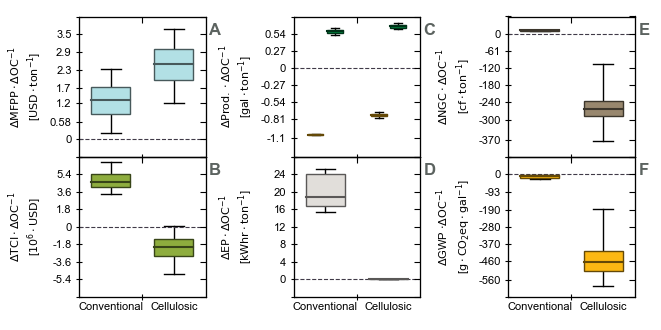 A
ΔMFPP · ΔOC⁻¹
[USD · ton⁻¹]
3.5
2.9
2.3
1.7
1.2
0.58
0
B
ΔTCI · ΔOC⁻¹
[10⁶ · USD]
5.4
3.6
1.8
0
-1.8
-3.6
-5.4
Conventional Cellulosic
C
ΔProd. · ΔOC⁻¹
[gal · ton⁻¹]
0.54
0.27
0
-0.27
-0.54
-0.81
-1.1
D
ΔEP · ΔOC⁻¹
[kWhr · ton⁻¹]
24
20
16
12
8
4
0
Conventional Cellulosic
E
ΔNGC · ΔOC⁻¹
[cf · ton⁻¹]
0
-61
-120
-180
-240
-300
-370
F
ΔGWP · ΔOC⁻¹
[g · CO₂eq · gal⁻¹]
0
-93
-190
-280
-370
-460
-560
Conventional Cellulosic